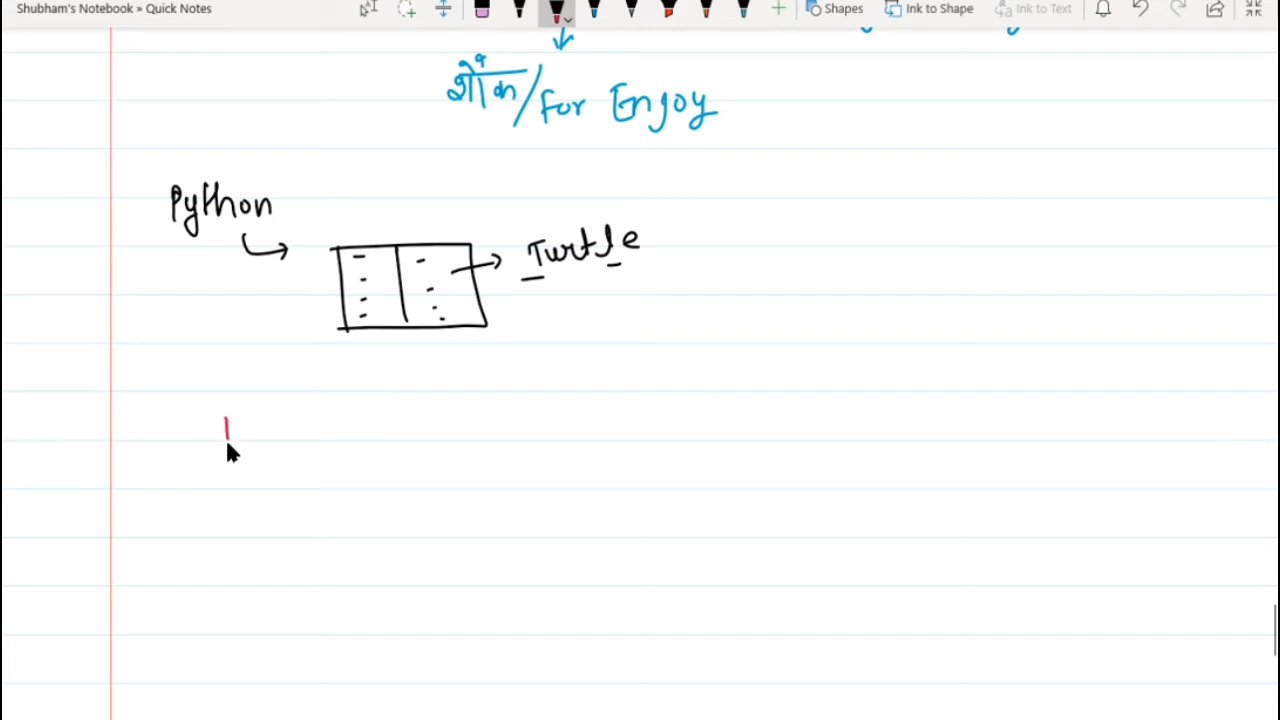 Shubham's Notebook » Quick Notes
Shapes
Ink to Shape
Ink to Text
शौक/For Enjoy
Python
Turtle